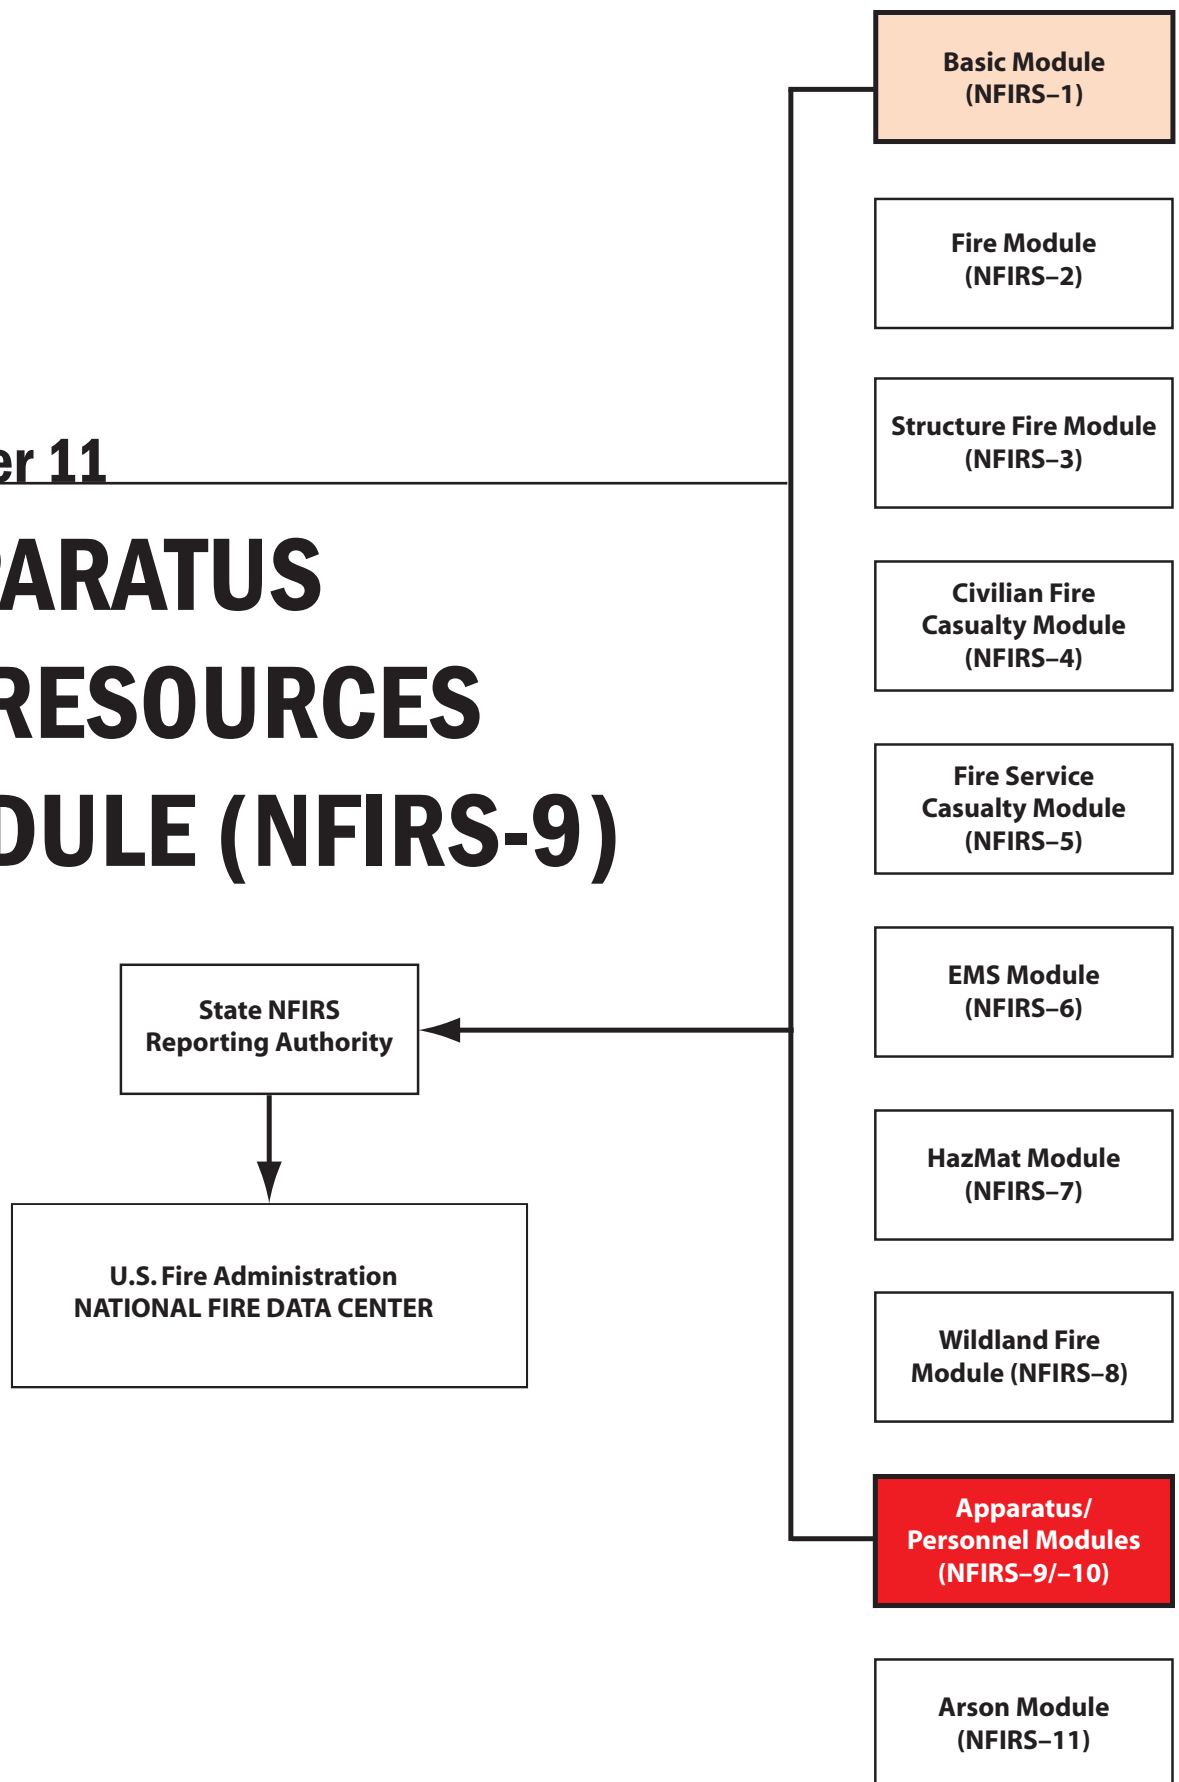 er 11
PARATUS
RESOURCES
DULE (NFIRS-9)
State NFIRS
Reporting Authority
U.S. Fire Administration
NATIONAL FIRE DATA CENTER
Basic Module
(NFIRS–1)
Fire Module
(NFIRS–2)
Structure Fire Module
(NFIRS–3)
Civilian Fire
Casualty Module
(NFIRS–4)
Fire Service
Casualty Module
(NFIRS–5)
EMS Module
(NFIRS–6)
HazMat Module
(NFIRS–7)
Wildland Fire
Module (NFIRS–8)
Apparatus/
Personnel Modules
(NFIRS–9/–10)
Arson Module
(NFIRS–11)